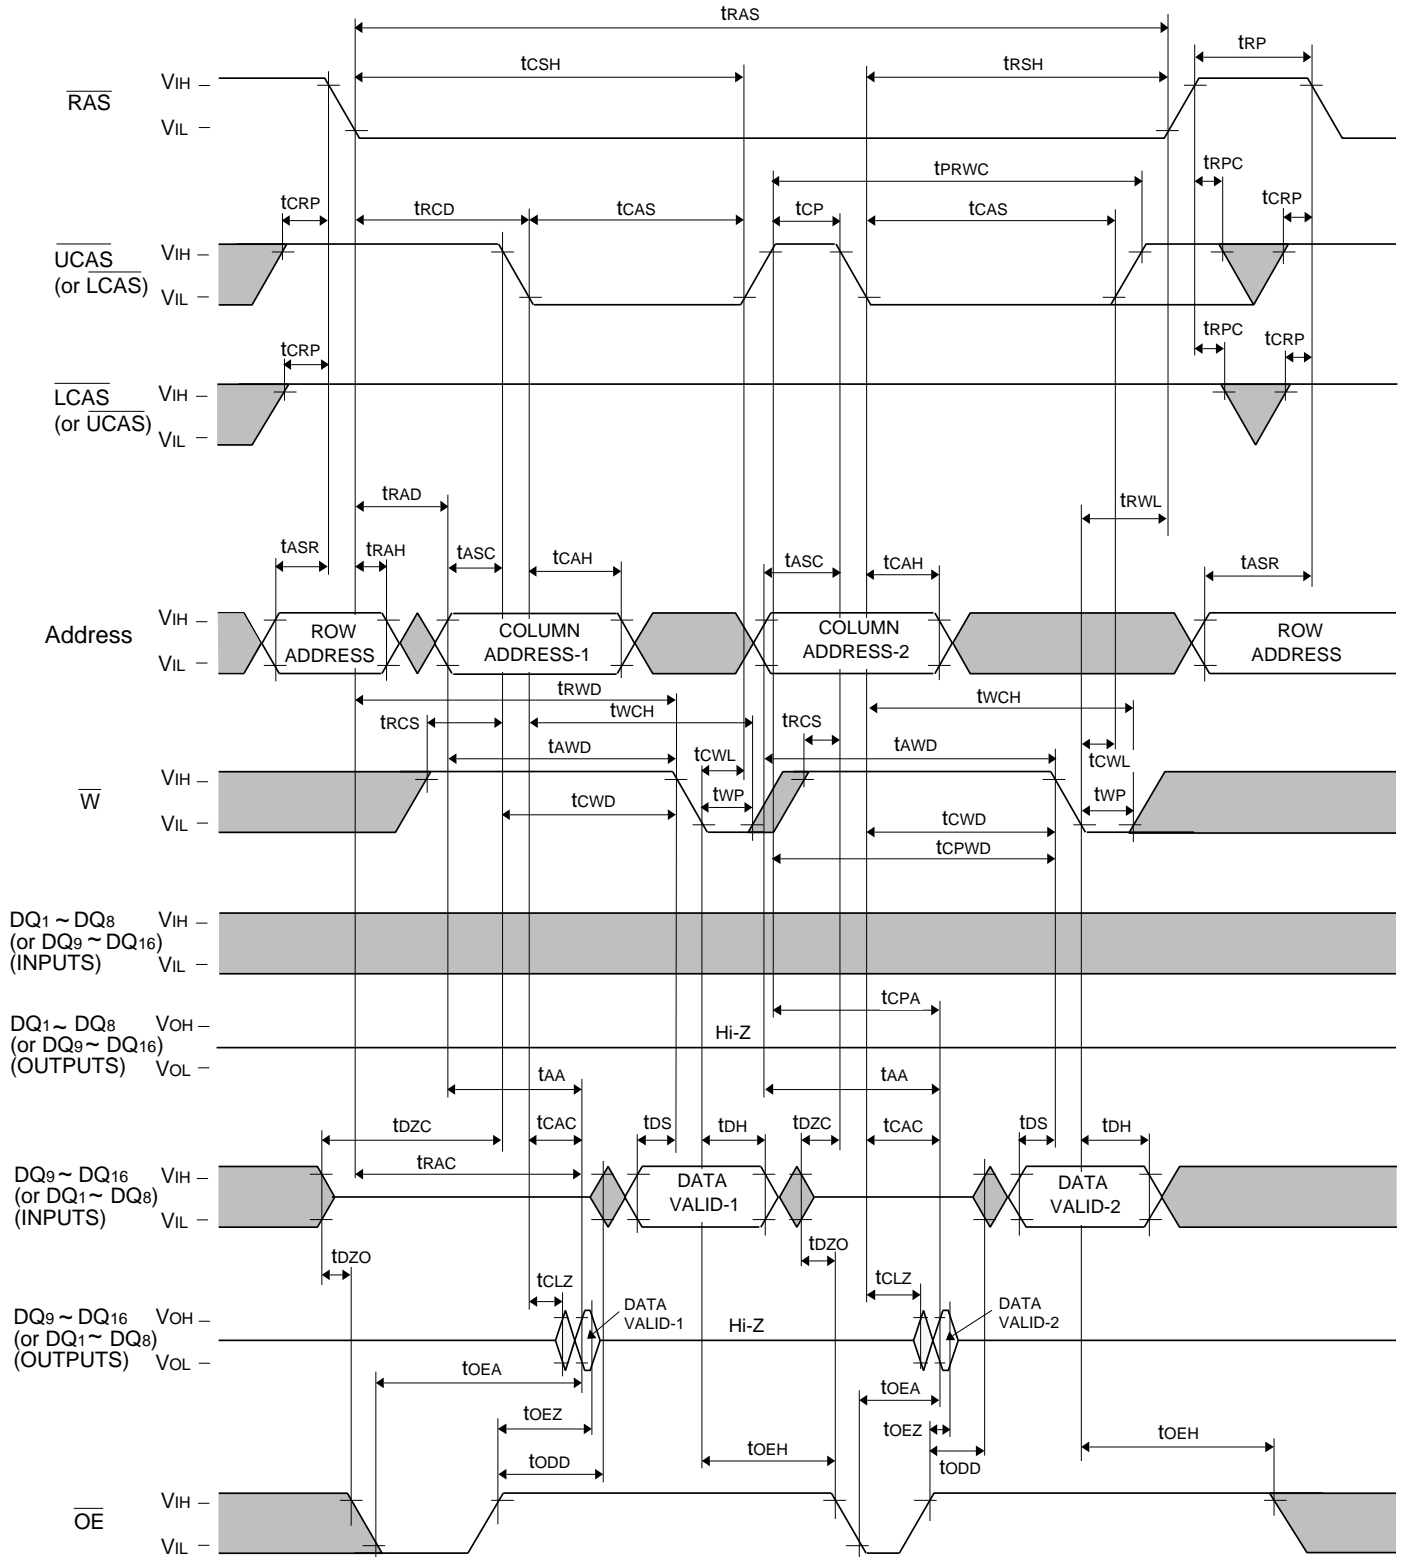 tRAS
tRP
tCSH
tRSH
RAS
VIH –
VIL –
tPRWC
tRPC
tCRP
tRCD
tCAS
tCP
tCAS
tCRP
UCAS
(or LCAS)
VIH –
VIL –
tCRP
tRPC
tCRP
LCAS
(or UCAS)
VIH –
VIL –
tRAD
tRWL
tASR
tRAH
tASC
tCAH
tASC
tCAH
tASR
Address
VIH –
VIL –
ROW
ADDRESS
COLUMN
ADDRESS-1
COLUMN
ADDRESS-2
ROW
ADDRESS
tRWD
tWCH
tWCH
tRCS
tRCS
tAWD
tCWL
tAWD
tCWL
W
VIH –
VIL –
tCWD
tWP
tCWD
tWP
tCPWD
DQ1 ~ DQ8
(or DQ9 ~ DQ16)
(INPUTS)
VIH –
VIL –
tCPA
DQ1 ~ DQ8
(or DQ9 ~ DQ16)
(OUTPUTS)
VOH –
VOL –
Hi-Z
tAA
tAA
tDZC
tCAC
tDS
tDH
tDZC
tCAC
tDS
tDH
tRAC
DQ9 ~ DQ16
(or DQ1 ~ DQ8)
(INPUTS)
VIH –
VIL –
DATA
VALID-1
DATA
VALID-2
tDZO
tDZO
tCLZ
tCLZ
DQ9 ~ DQ16
(or DQ1 ~ DQ8)
(OUTPUTS)
VOH –
VOL –
DATA
VALID-1
Hi-Z
DATA
VALID-2
tOEA
tOEA
tOEZ
tOEZ
tODD
tOEH
tODD
tOEH
OE
VIH –
VIL –